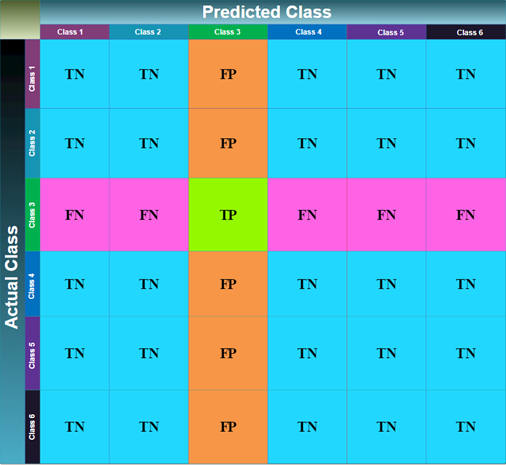 Predicted Class
Class 1 Class 2 Class 3 Class 4 Class 5 Class 6
Actual Class
Class 1 TN TN FP TN TN TN
Class 2 TN TN FP TN TN TN
Class 3 FN FN TP FN FN FN
Class 4 TN TN FP TN TN TN
Class 5 TN TN FP TN TN TN
Class 6 TN TN FP TN TN TN